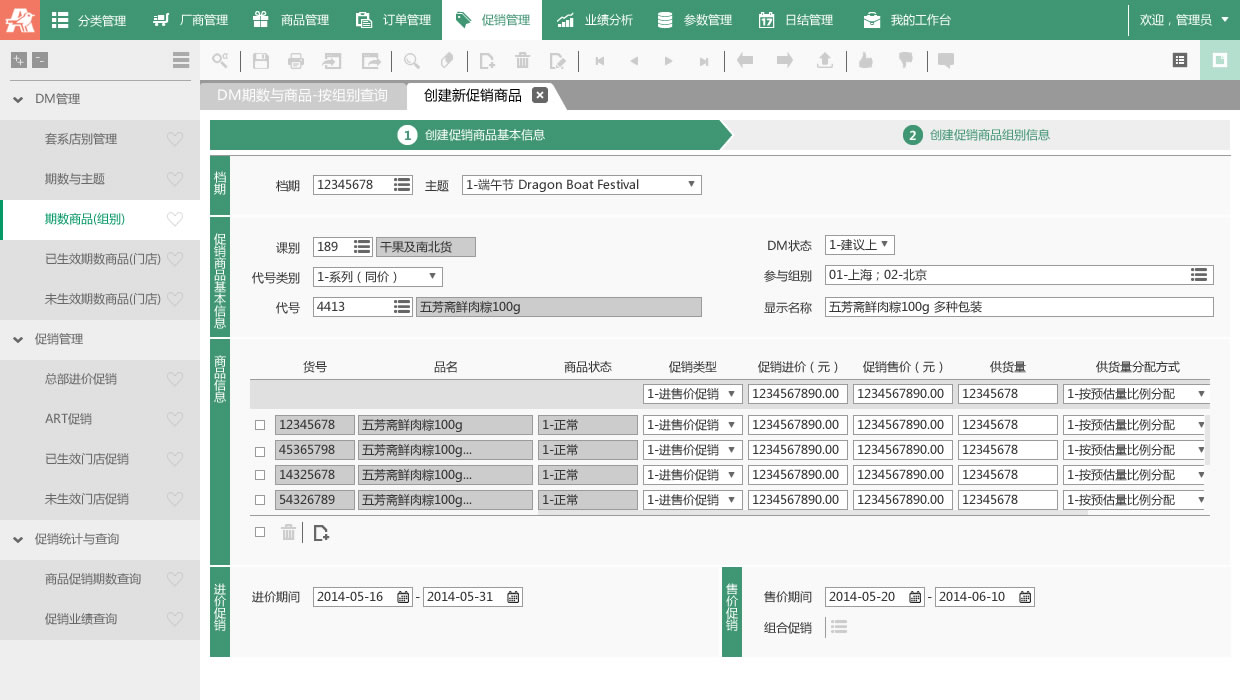 分类管理 厂商管理 商品管理 订单管理 促销管理 业绩分析 参数管理 日结管理 我的工作台 欢迎，管理员
DM期数与商品-按组别查询 创建新促销商品
DM管理
套系店别管理
期数与主题
期数商品(组别)
已生效期数商品(门店)
未生效期数商品(门店)
促销管理
总部进价促销
ART促销
已生效门店促销
未生效门店促销
促销统计与查询
商品促销期数查询
促销业绩查询
1 创建促销商品基本信息 2 创建促销商品组别信息
档期
档期 12345678 主题 1-端午节 Dragon Boat Festival
促销商品基本信息
课别 189 干果及南北货 DM状态 1-建议上
代号类别 1-系列（同价） 参与组别 01-上海；02-北京
代号 4413 五芳斋鲜肉粽100g 显示名称 五芳斋鲜肉粽100g 多种包装
商品信息
货号 品名 商品状态 促销类型 促销进价（元） 促销售价（元） 供货量 供货量分配方式
1-进售价促销 1234567890.00 1234567890.00 12345678 1-按预估量比例分配
12345678 五芳斋鲜肉粽100g 1-正常 1-进售价促销 1234567890.00 1234567890.00 12345678 1-按预估量比例分配
45365798 五芳斋鲜肉粽100g... 1-正常 1-进售价促销 1234567890.00 1234567890.00 12345678 1-按预估量比例分配
14325678 五芳斋鲜肉粽100g... 1-正常 1-进售价促销 1234567890.00 1234567890.00 12345678 1-按预估量比例分配
54326789 五芳斋鲜肉粽100g... 1-正常 1-进售价促销 1234567890.00 1234567890.00 12345678 1-按预估量比例分配
进价促销
进价期间 2014-05-16 - 2014-05-31
售价促销
售价期间 2014-05-20 - 2014-06-10
组合促销